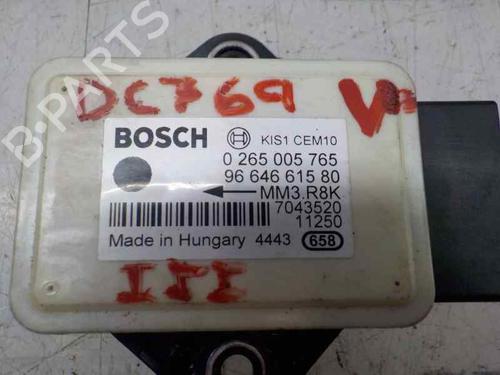 DC769
BOSCH KIS1 CEM10
0 265 005 765
96 646 615 80
MM3.R8K
7043520
11250
Made in Hungary 4443 658
B-PARTS